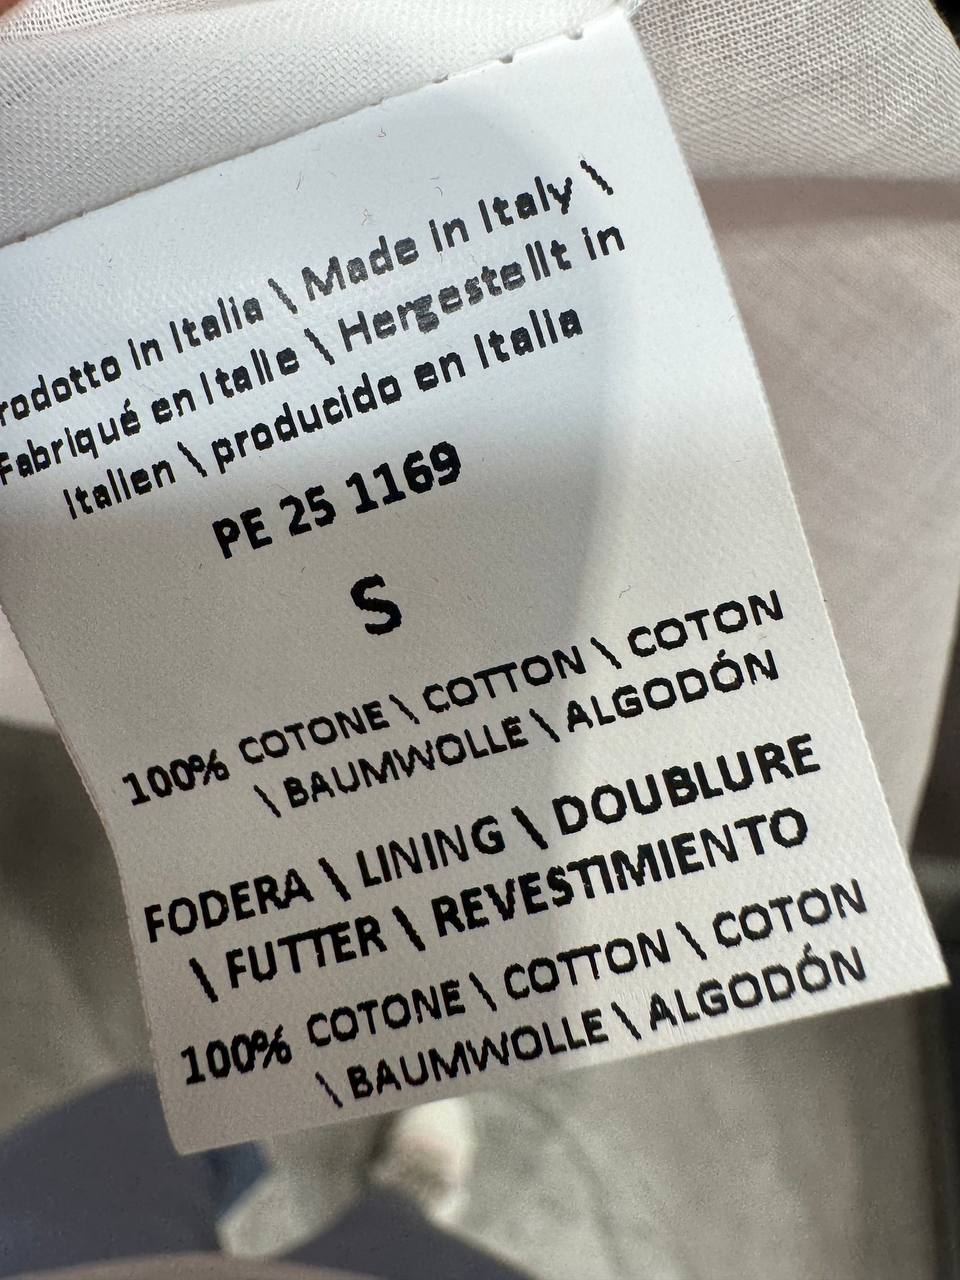 rodotto in Italia \ Made in Italy \
Fabriqué en Italie \ Hergestellt in
Italien \ producido en Italia
PE 25 1169
S
100% COTONE \ COTTON \ COTON
\ BAUMWOLLE \ ALGODÓN
FODERA \ LINING \ DOUBLURE
\ FUTTER \ REVESTIMIENTO
100% COTONE \ COTTON \ COTON
\ BAUMWOLLE \ ALGODÓN